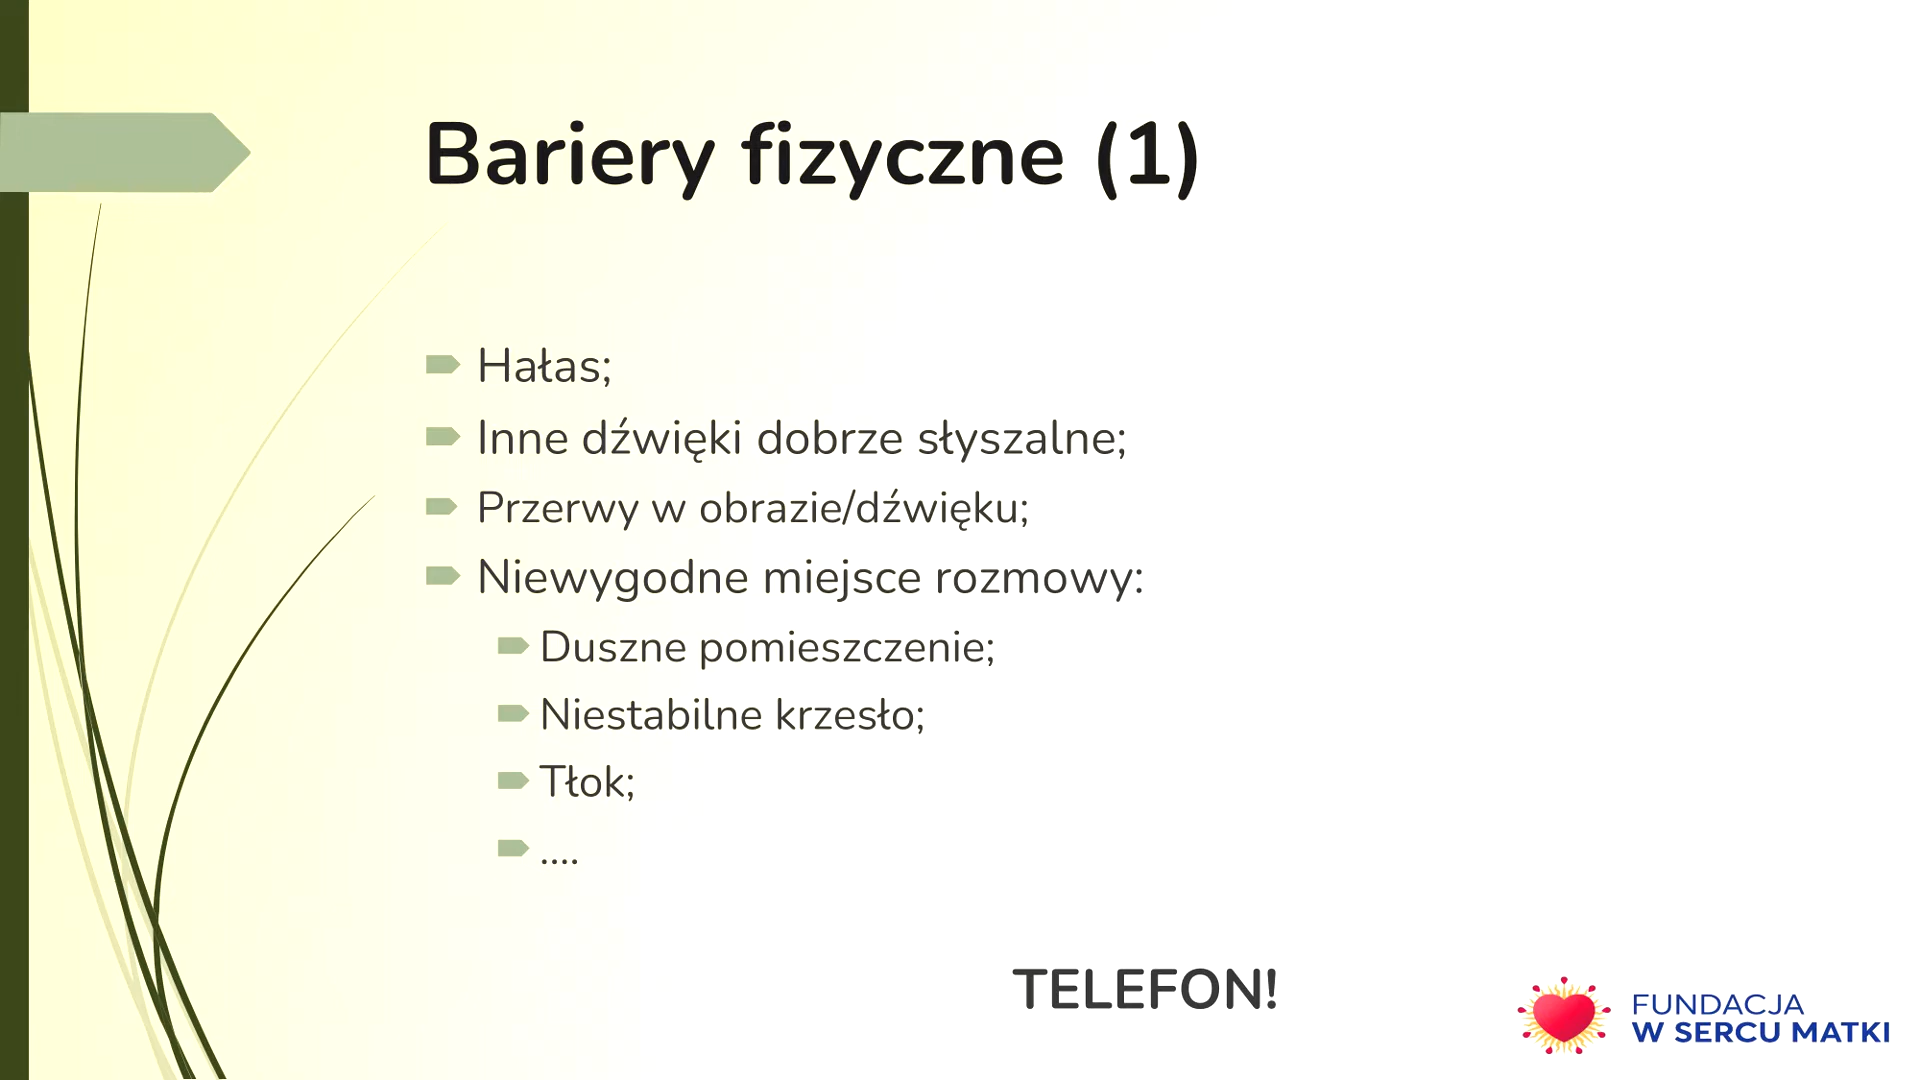 Bariery fizyczne (1)
Hałas;
Inne dźwięki dobrze słyszalne;
Przerwy w obrazie/dźwięku;
Niewygodne miejsce rozmowy:
Duszne pomieszczenie;
Niestabilne krzesło;
Tłok;
....
TELEFON!
FUNDACJA
W SERCU MATKI